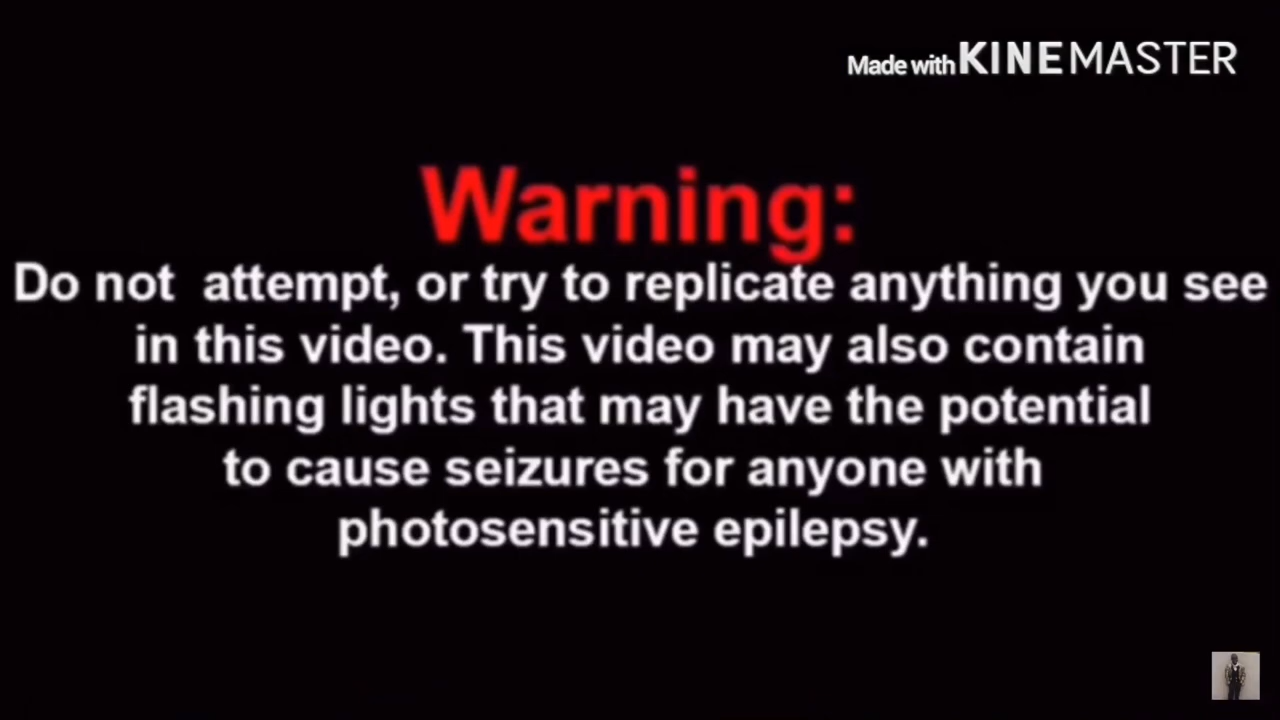 Made with KINEMASTER
Warning:
Do not  attempt, or try to replicate anything you see
in this video. This video may also contain
flashing lights that may have the potential
to cause seizures for anyone with
photosensitive epilepsy.